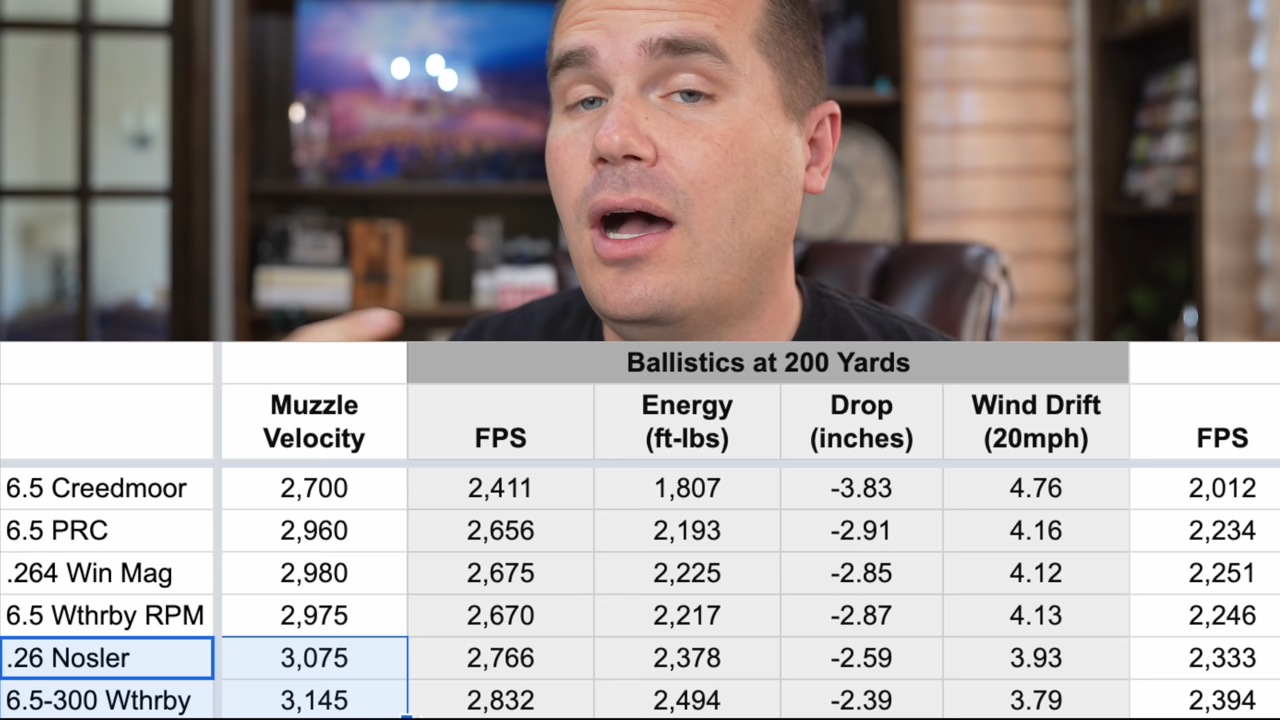 Ballistics at 200 Yards
Muzzle Velocity FPS Energy (ft-lbs) Drop (inches) Wind Drift (20mph) FPS
6.5 Creedmoor 2,700 2,411 1,807 -3.83 4.76 2,012
6.5 PRC 2,960 2,656 2,193 -2.91 4.16 2,234
.264 Win Mag 2,980 2,675 2,225 -2.85 4.12 2,251
6.5 Wthrby RPM 2,975 2,670 2,217 -2.87 4.13 2,246
.26 Nosler 3,075 2,766 2,378 -2.59 3.93 2,333
6.5-300 Wthrby 3,145 2,832 2,494 -2.39 3.79 2,394